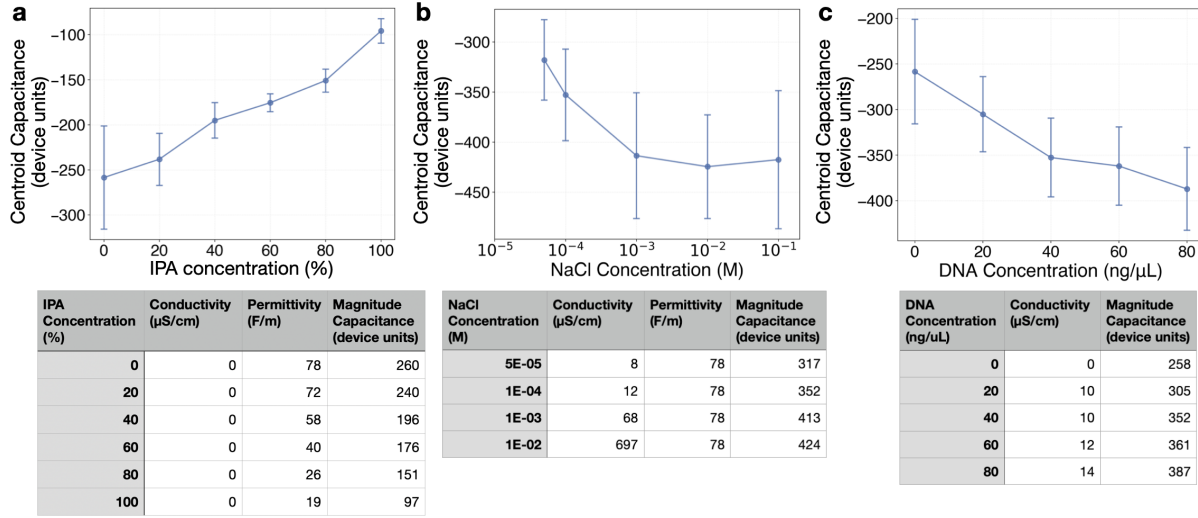 a
Centroid Capacitance
(device units)
−100
−150
−200
−250
−300
0 20 40 60 80 100
IPA concentration (%)
b
−300
−350
−400
−450
10⁻⁵ 10⁻⁴ 10⁻³ 10⁻² 10⁻¹
NaCl Concentration (M)
Centroid Capacitance
(device units)
c
−200
−250
−300
−350
−400
0 20 40 60 80
DNA Concentration (ng/µL)
Centroid Capacitance
(device units)
IPA Concentration (%) Conductivity (µS/cm) Permittivity (F/m) Magnitude Capacitance (device units)
0 0 78 260
20 0 72 240
40 0 58 196
60 0 40 176
80 0 26 151
100 0 19 97
NaCl Concentration (M) Conductivity (µS/cm) Permittivity (F/m) Magnitude Capacitance (device units)
5E-05 8 78 317
1E-04 12 78 352
1E-03 68 78 413
1E-02 697 78 424
DNA Concentration (ng/uL) Conductivity (µS/cm) Magnitude Capacitance (device units)
0 0 258
20 10 305
40 10 352
60 12 361
80 14 387